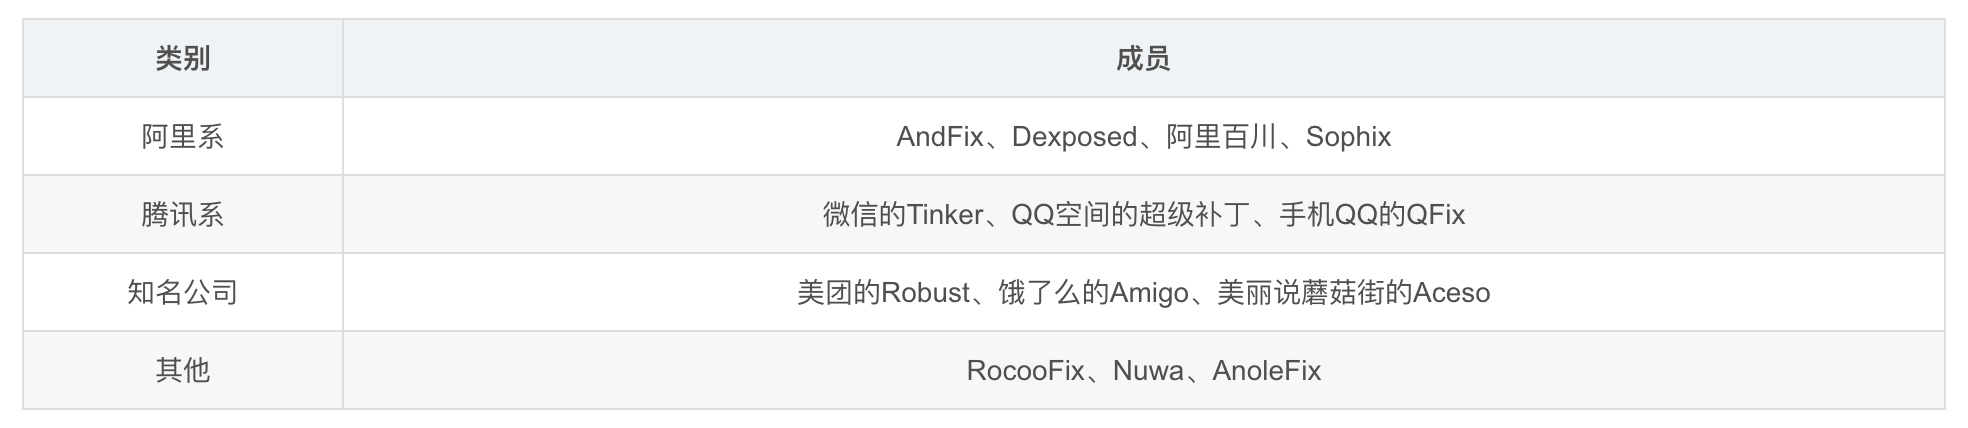 类别 成员
阿里系 AndFix、Dexposed、阿里百川、Sophix
腾讯系 微信的Tinker、QQ空间的超级补丁、手机QQ的QFix
知名公司 美团的Robust、饿了么的Amigo、美丽说蘑菇街的Aceso
其他 RocooFix、Nuwa、AnoleFix